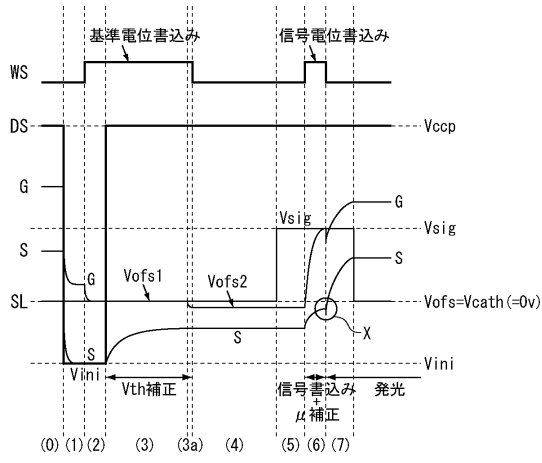 基準電位書込み
信号電位書込み
WS
DS
Vccp
G
G
Vsig
Vsig
S
S
G
Vofs1
Vofs2
SL
Vofs=Vcath(=0v)
S
S
X
Vini
Vini
Vth補正
信号書込み
+
μ補正
発光
(0) (1) (2) (3) (3a) (4) (5) (6) (7)